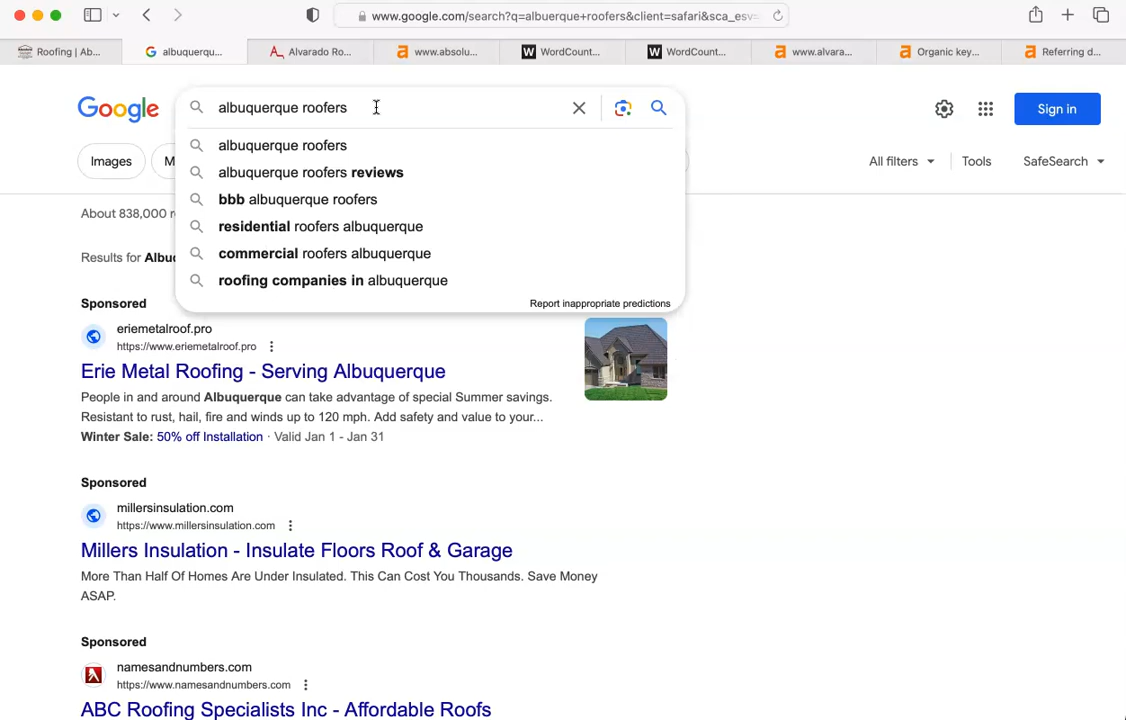 www.google.com/search?q=albuerque+roofers&client=safari&sca_esv=
Roofing | Ab...
albuquerqu...
Alvarado Ro...
www.absolu...
WordCount...
WordCount...
www.alvara...
Organic key...
Referring d...
Google
albuquerque roofers
Sign in
albuquerque roofers
albuquerque roofers reviews
bbb albuquerque roofers
residential roofers albuquerque
commercial roofers albuquerque
roofing companies in albuquerque
Report inappropriate predictions
Images
M
All filters
Tools
SafeSearch
About 838,000 r
Results for Albu
Sponsored
eriemetalroof.pro
https://www.eriemetalroof.pro
Erie Metal Roofing - Serving Albuquerque
People in and around Albuquerque can take advantage of special Summer savings.
Resistant to rust, hail, fire and winds up to 120 mph. Add safety and value to your...
Winter Sale: 50% off Installation · Valid Jan 1 - Jan 31
Sponsored
millersinsulation.com
https://www.millersinsulation.com
Millers Insulation - Insulate Floors Roof & Garage
More Than Half Of Homes Are Under Insulated. This Can Cost You Thousands. Save Money
ASAP.
Sponsored
namesandnumbers.com
https://www.namesandnumbers.com
ABC Roofing Specialists Inc - Affordable Roofs